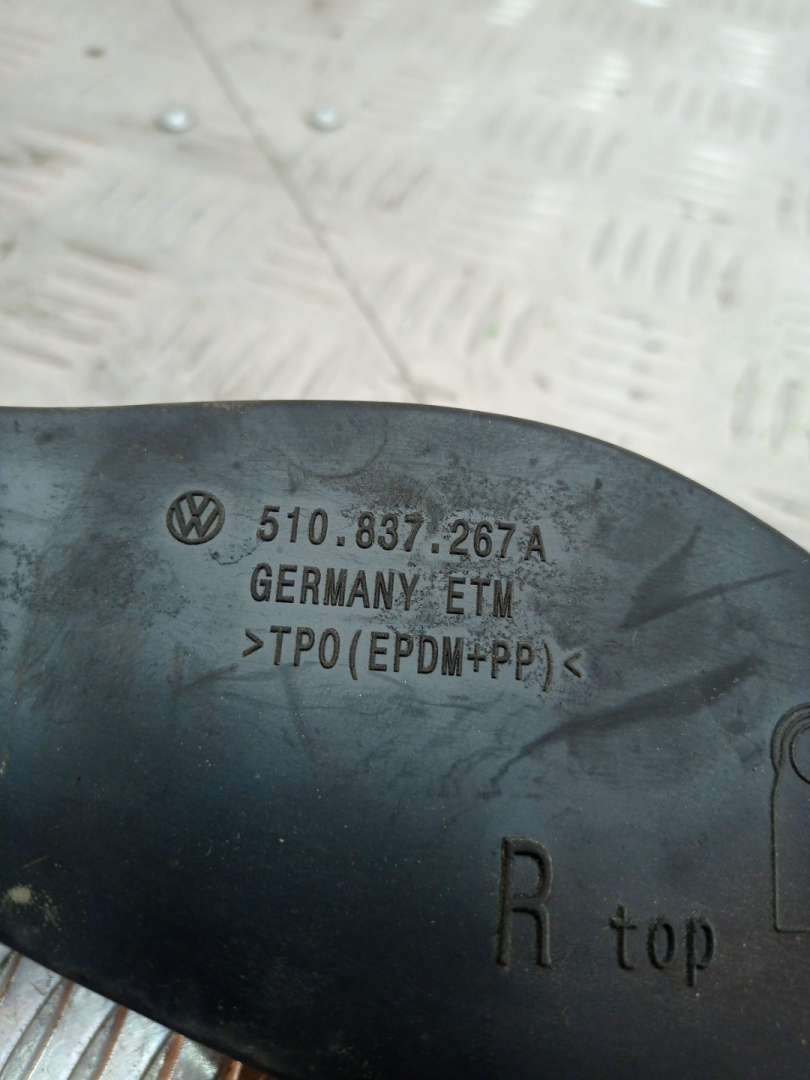 510.837.267A
GERMANY ETM
>TPO(EPDM+PP)<
R top